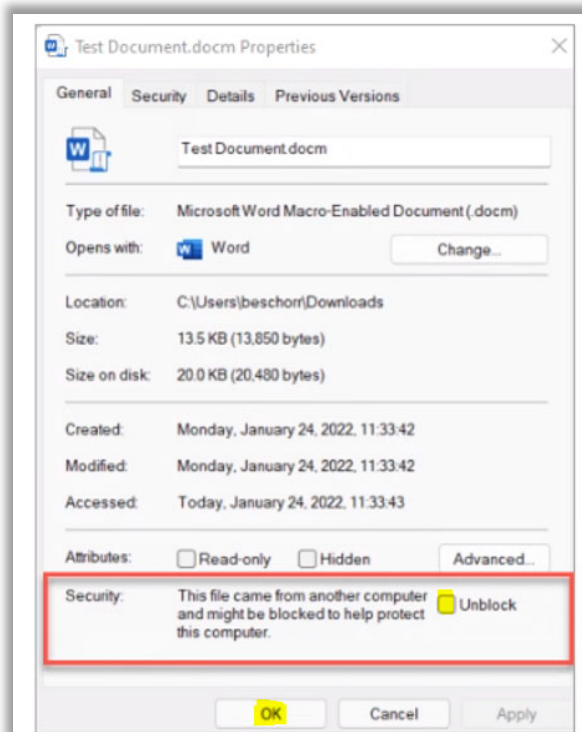 Test Document.docm Properties
General Security Details Previous Versions
Test Document.docm
Type of file: Microsoft Word Macro-Enabled Document (.docm)
Opens with: Word Change...
Location: C:\Users\beschorr\Downloads
Size: 13.5 KB (13,850 bytes)
Size on disk: 20.0 KB (20,480 bytes)
Created: Monday, January 24, 2022, 11:33:42
Modified: Monday, January 24, 2022, 11:33:42
Accessed: Today, January 24, 2022, 11:33:43
Attributes: Read-only Hidden Advanced...
Security: This file came from another computer
and might be blocked to help protect
this computer.
Unblock
OK Cancel Apply